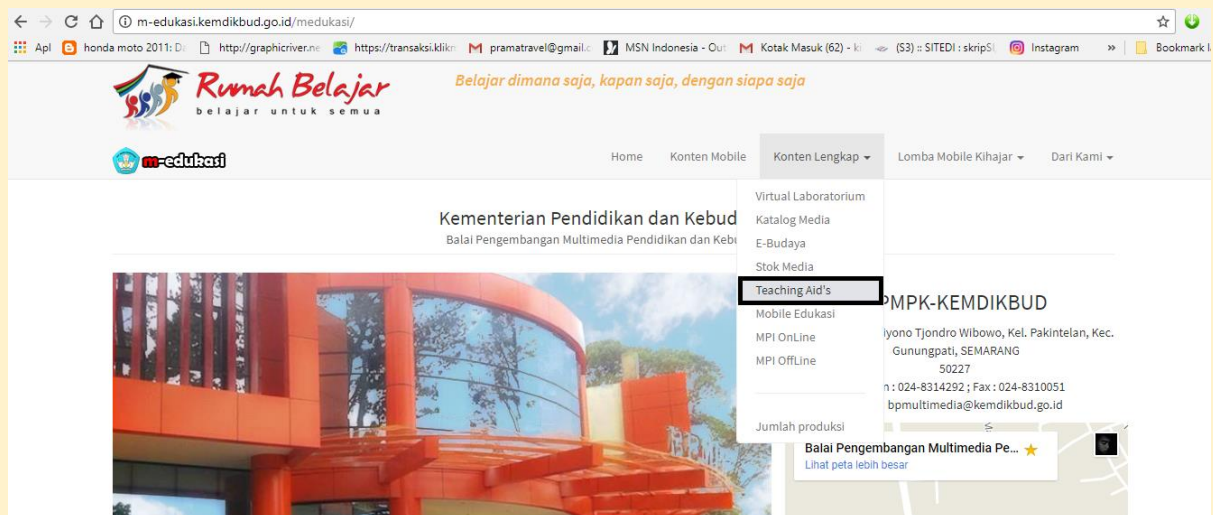 m-edukasi.kemdikbud.go.id/medukasi/
Apl honda moto 2011: D http://graphicriver.ne https://transaksi.klik pramatravel@gmail.c MSN Indonesia - Out Kotak Masuk (62) - k (S3) :: SITEDI : skripS Instagram » Bookmark l
Rumah Belajar
belajar untuk semua
Belajar dimana saja, kapan saja, dengan siapa saja
m-edukasi
Home Konten Mobile Konten Lengkap Lomba Mobile Kihajar Dari Kami
Virtual Laboratorium
Katalog Media
E-Budaya
Stok Media
Teaching Aid's
Mobile Edukasi
MPI OnLine
MPI OffLine
Jumlah produksi
Kementerian Pendidikan dan Kebud
Balai Pengembangan Multimedia Pendidikan dan Keb
PMPK-KEMDIKBUD
iyono Tjondro Wibowo, Kel. Pakintelan, Kec.
Gunungpati, SEMARANG
50227
n : 024-8314292 ; Fax : 024-8310051
bpmultimedia@kemdikbud.go.id
Balai Pengembangan Multimedia Pe...
Lihat peta lebih besar